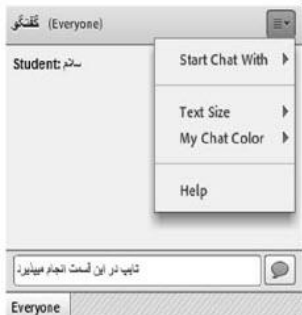 گفتگو (Everyone)
Start Chat With
Student: سلام
Text Size
My Chat Color
Help
تایپ در این قسمت انجام میپذیرد
Everyone